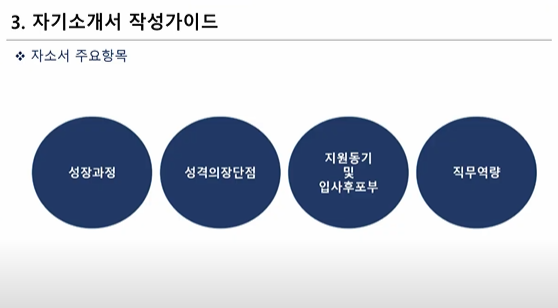 3. 자기소개서 작성가이드
❖ 자소서 주요항목
성장과정
성격의장단점
지원동기
및
입사후포부
직무역량